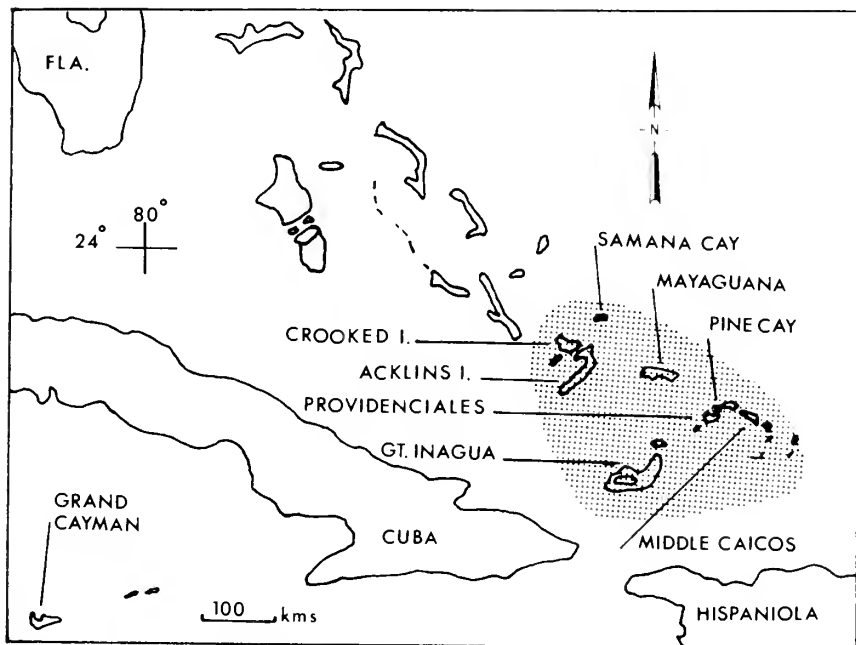 FLA.
N
80°
24°
SAMANA CAY
MAYAGUANA
PINE CAY
CROOKED I.
ACKLINS I.
PROVIDENCIALES
GT. INAGUA
GRAND
CAYMAN
CUBA
MIDDLE CAICOS
100 kms
HISPANIOLA